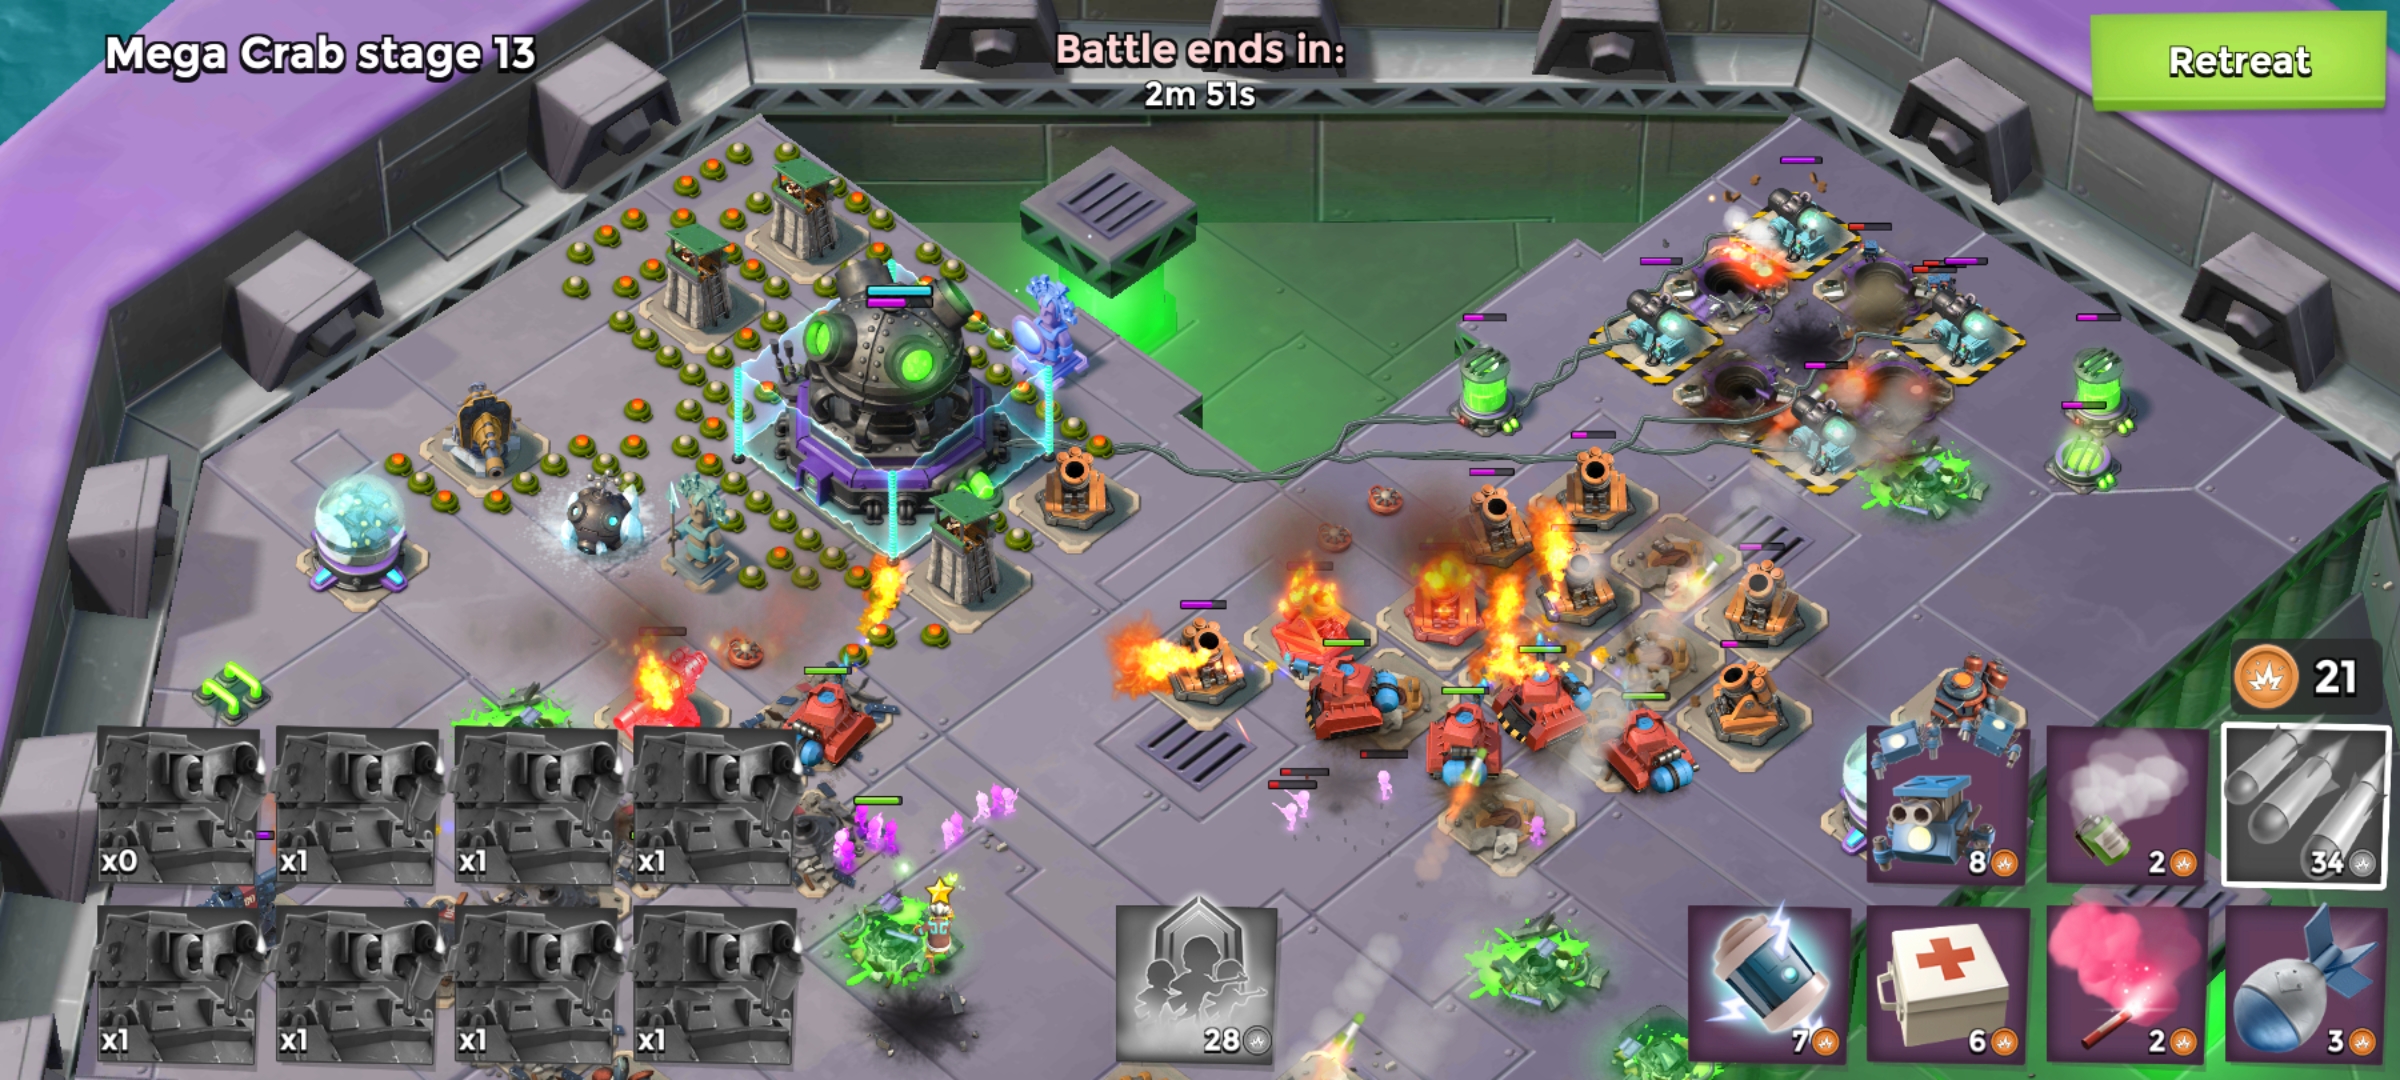 Mega Crab stage 13
Battle ends in:
2m 51s
Retreat
21
x0
x1
x1
x1
8
2
34
x1
x1
x1
x1
28
7
6
2
3